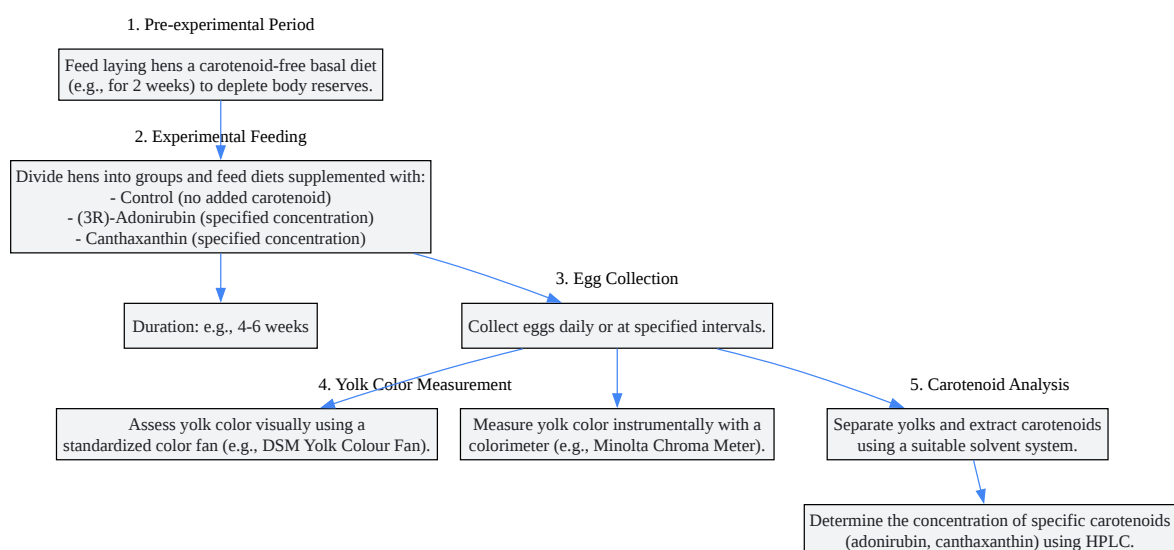 1. Pre-experimental Period
Feed laying hens a carotenoid-free basal diet
(e.g., for 2 weeks) to deplete body reserves.
2. Experimental Feeding
Divide hens into groups and feed diets supplemented with:
- Control (no added carotenoid)
- (3R)-Adonirubin (specified concentration)
- Canthaxanthin (specified concentration)
3. Egg Collection
Duration: e.g., 4-6 weeks
Collect eggs daily or at specified intervals.
4. Yolk Color Measurement
5. Carotenoid Analysis
Assess yolk color visually using a
standardized color fan (e.g., DSM Yolk Colour Fan).
Measure yolk color instrumentally with a
colorimeter (e.g., Minolta Chroma Meter).
Separate yolks and extract carotenoids
using a suitable solvent system.
Determine the concentration of specific carotenoids
(adonirubin, canthaxanthin) using HPLC.